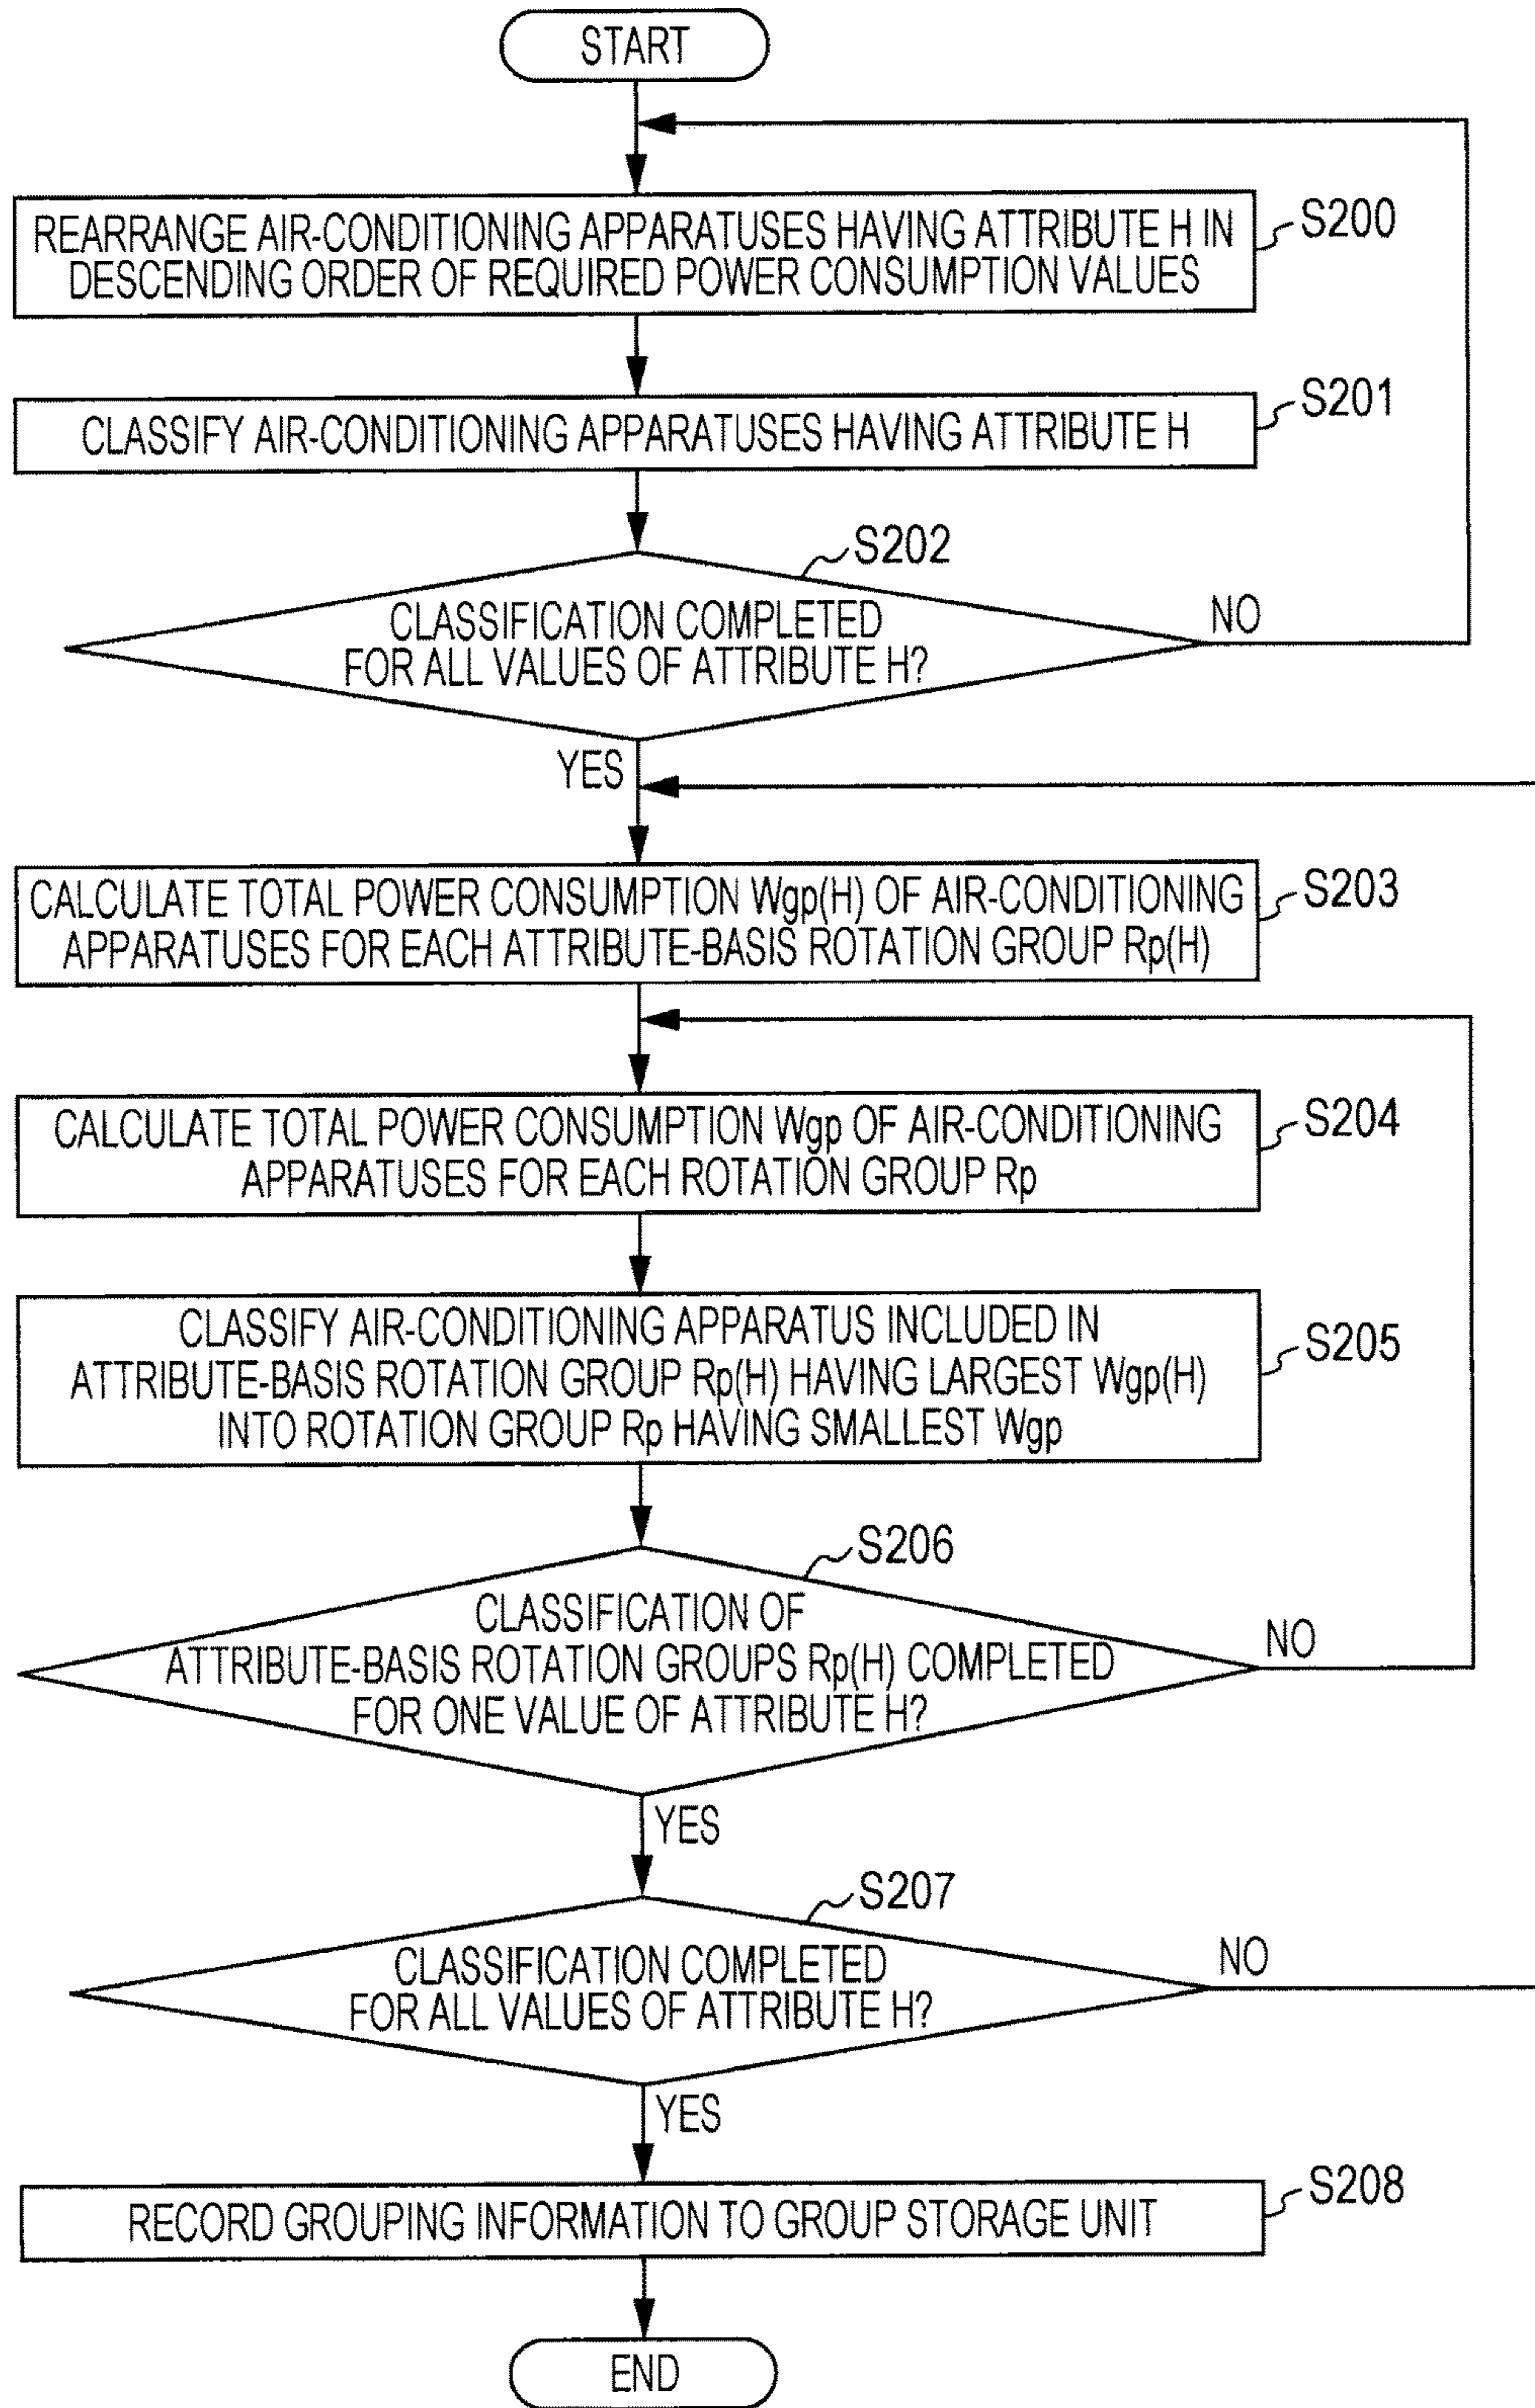 START
REARRANGE AIR-CONDITIONING APPARATUSES HAVING ATTRIBUTE H IN
DESCENDING ORDER OF REQUIRED POWER CONSUMPTION VALUES
S200
CLASSIFY AIR-CONDITIONING APPARATUSES HAVING ATTRIBUTE H
S201
S202
CLASSIFICATION COMPLETED
FOR ALL VALUES OF ATTRIBUTE H?
NO
YES
CALCULATE TOTAL POWER CONSUMPTION Wgp(H) OF AIR-CONDITIONING
APPARATUSES FOR EACH ATTRIBUTE-BASIS ROTATION GROUP Rp(H)
S203
CALCULATE TOTAL POWER CONSUMPTION Wgp OF AIR-CONDITIONING
APPARATUSES FOR EACH ROTATION GROUP Rp
S204
CLASSIFY AIR-CONDITIONING APPARATUS INCLUDED IN
ATTRIBUTE-BASIS ROTATION GROUP Rp(H) HAVING LARGEST Wgp(H)
INTO ROTATION GROUP Rp HAVING SMALLEST Wgp
S205
S206
CLASSIFICATION OF
ATTRIBUTE-BASIS ROTATION GROUPS Rp(H) COMPLETED
FOR ONE VALUE OF ATTRIBUTE H?
NO
YES
S207
CLASSIFICATION COMPLETED
FOR ALL VALUES OF ATTRIBUTE H?
NO
YES
RECORD GROUPING INFORMATION TO GROUP STORAGE UNIT
S208
END